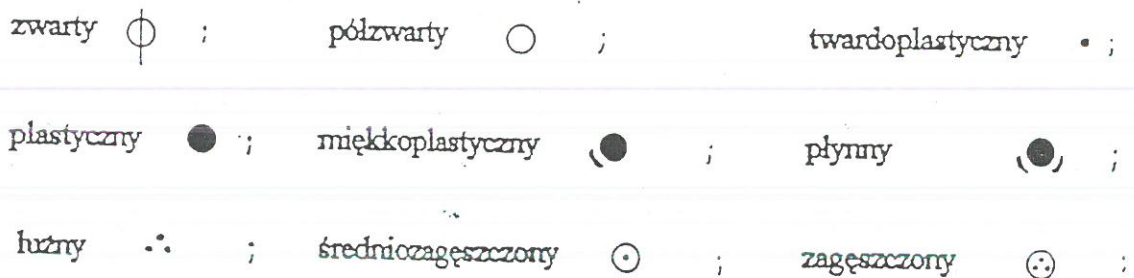 zwarty ; półzwarty ; twardoplastyczny ;
plastyczny ; miękkoplastyczny ; płynny ;
luźny ; średniozagęszczony ; zagęszczony ;